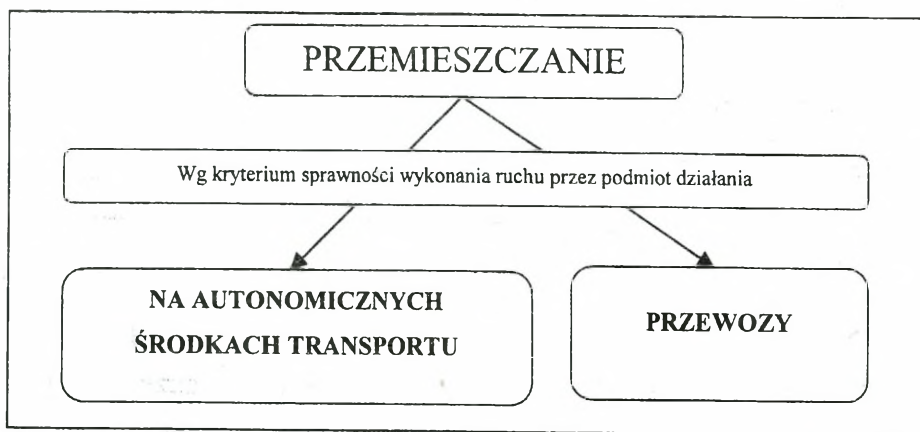 PRZEMIESZCZANIE
Wg kryterium sprawności wykonania ruchu przez podmiot działania
NA AUTONOMICZNYCH
ŚRODKACH TRANSPORTU
PRZEWOZY